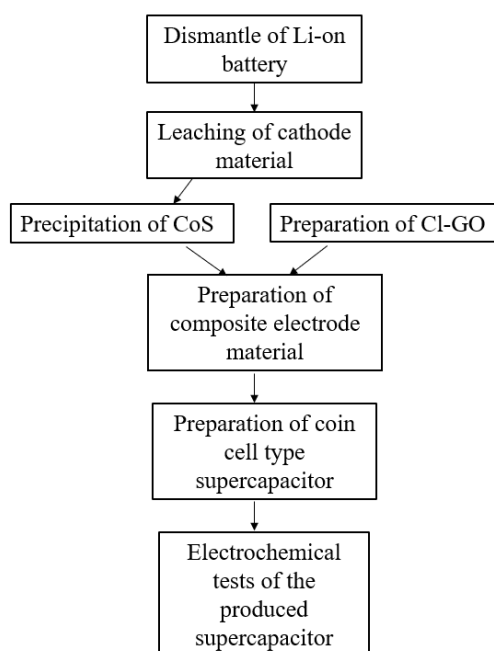 Dismantle of Li-on
battery
Leaching of cathode
material
Precipitation of CoS
Preparation of Cl-GO
Preparation of
composite electrode
material
Preparation of coin
cell type
supercapacitor
Electrochemical
tests of the
produced
supercapacitor